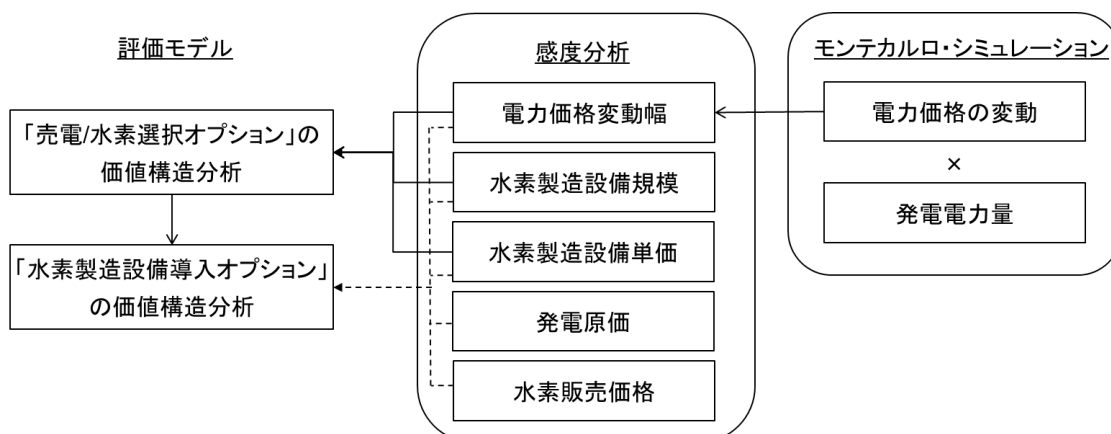 評価モデル
「売電/水素選択オプション」の
価値構造分析
「水素製造設備導入オプション」
の価値構造分析
感度分析
電力価格変動幅
水素製造設備規模
水素製造設備単価
発電原価
水素販売価格
モンテカルロ・シミュレーション
電力価格の変動
×
発電電力量